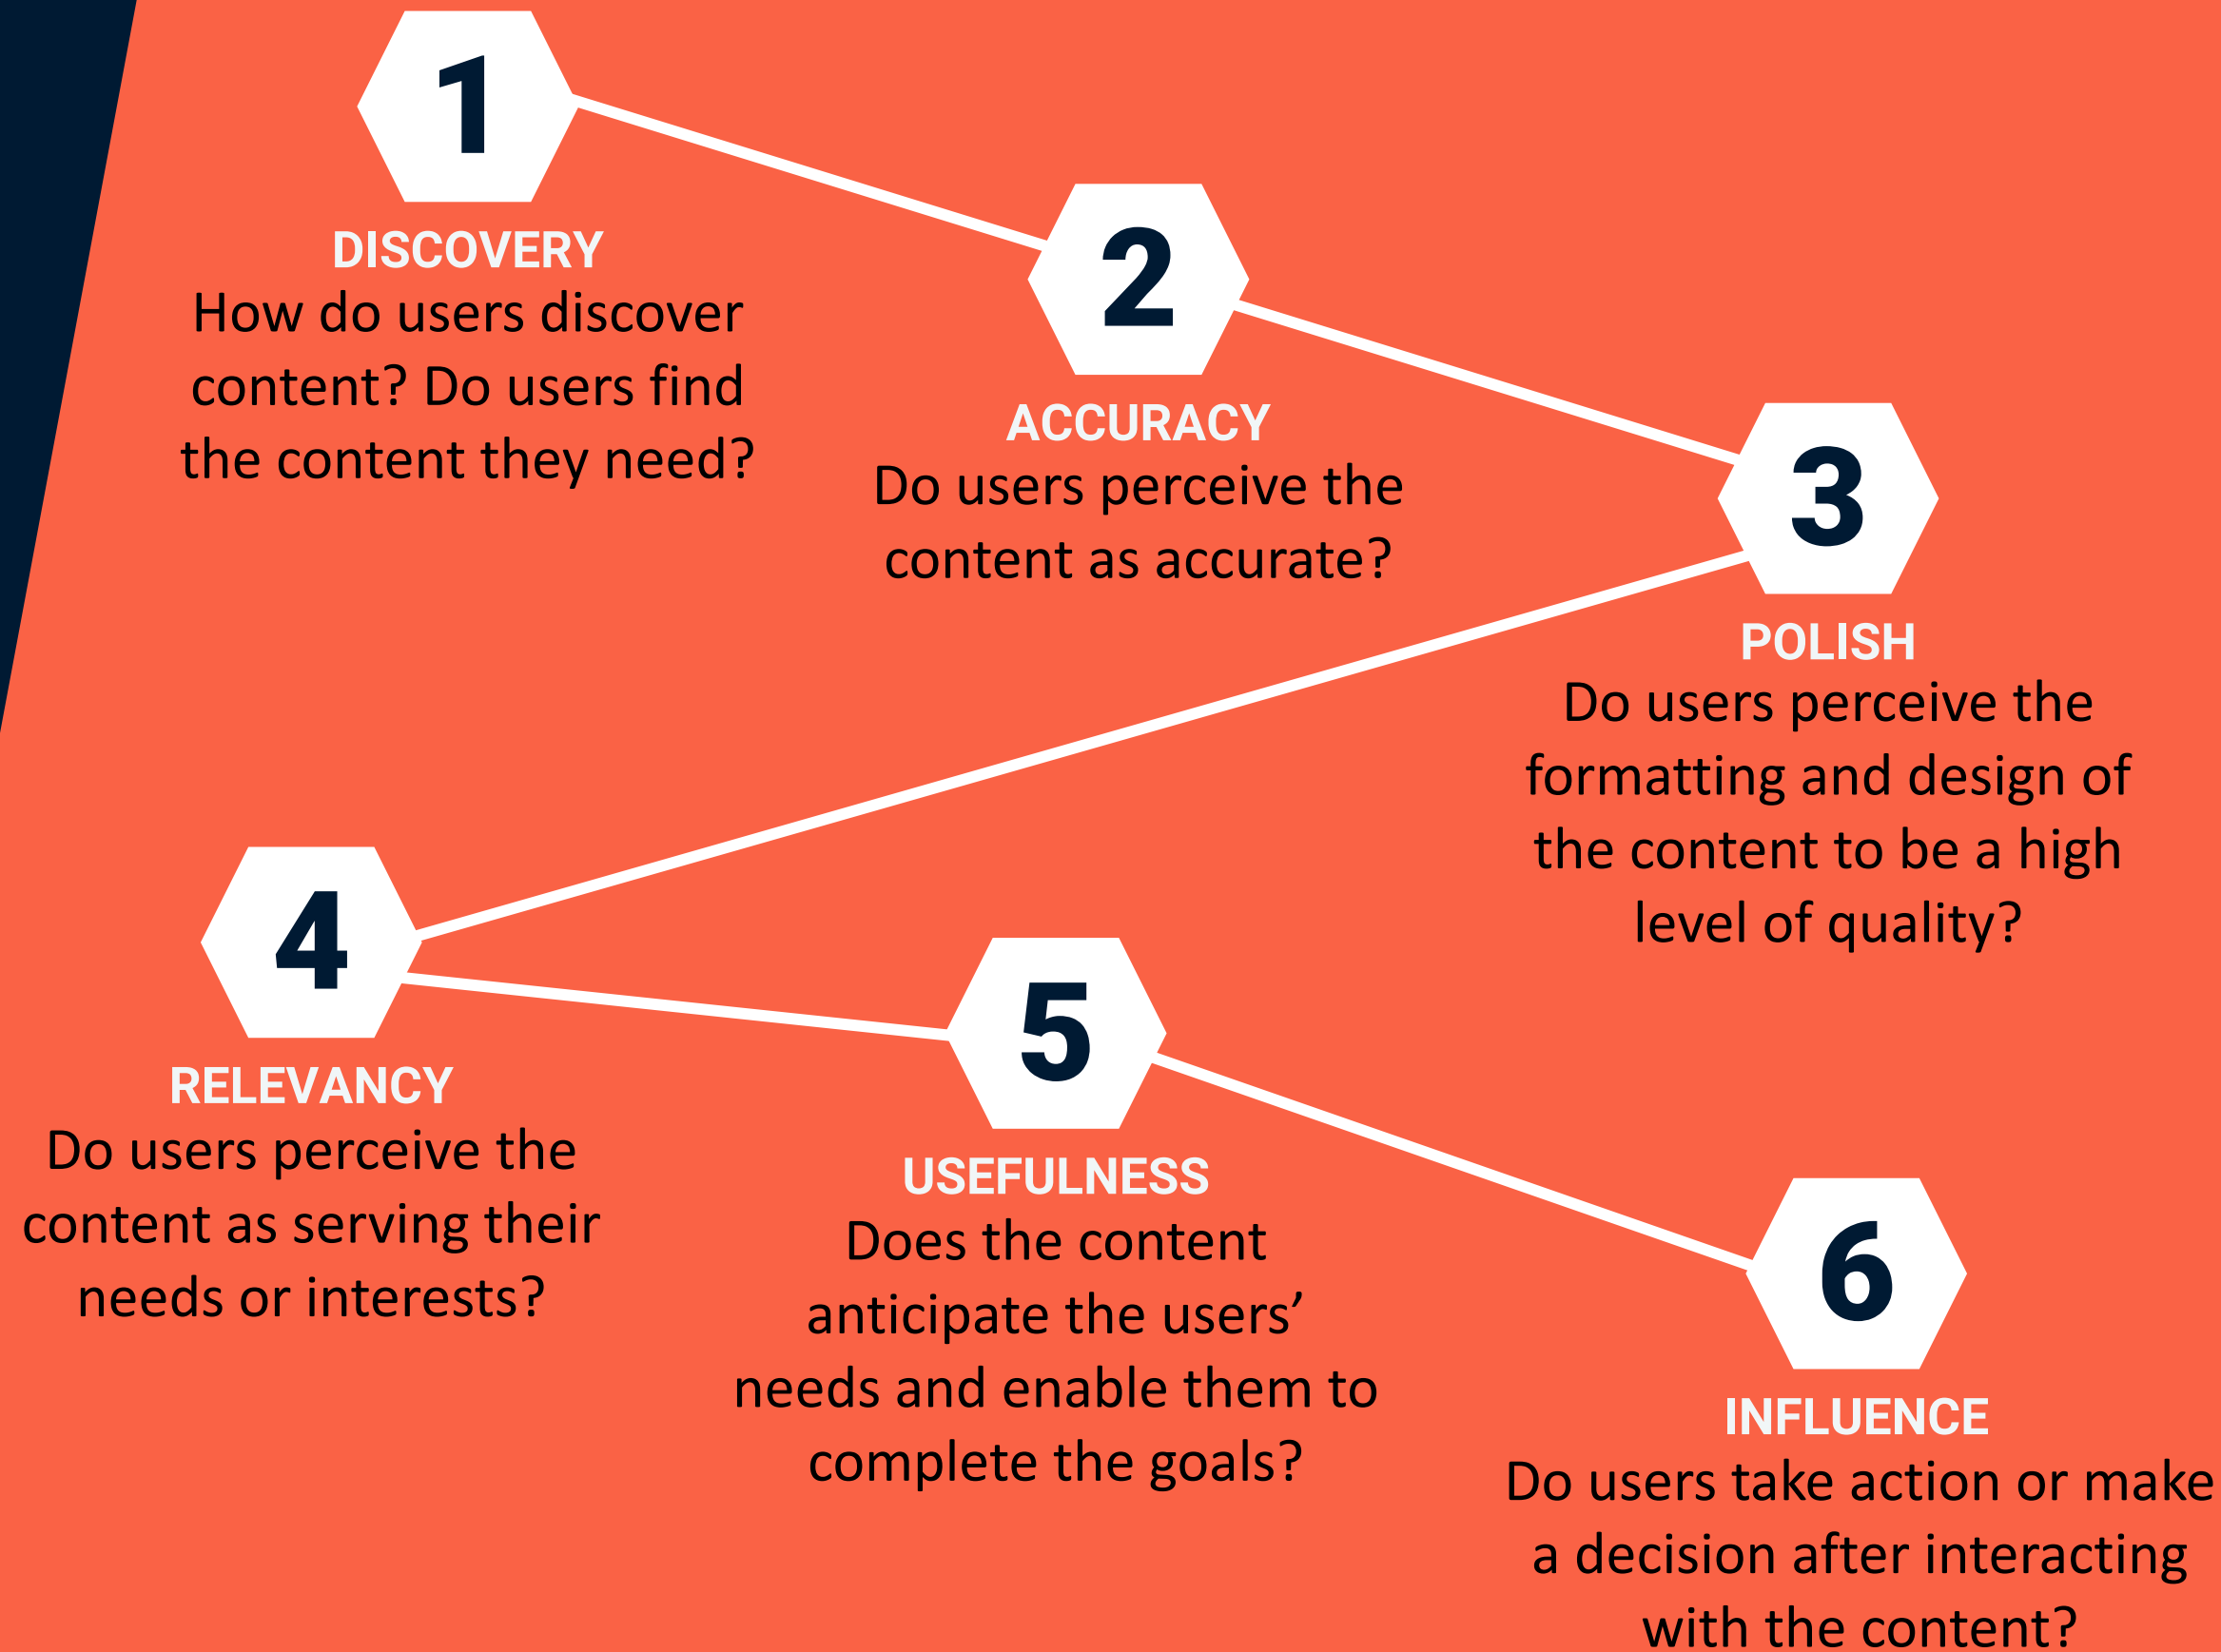 1
DISCOVERY
How do users discover
content? Do users find
the content they need?
2
ACCURACY
Do users perceive the
content as accurate?
3
POLISH
Do users perceive the
formatting and design of
the content to be a high
level of quality?
4
RELEVANCY
Do users perceive the
content as serving their
needs or interests?
5
USEFULNESS
Does the content
anticipate the users’
needs and enable them to
complete the goals?
6
INFLUENCE
Do users take action or make
a decision after interacting
with the content?